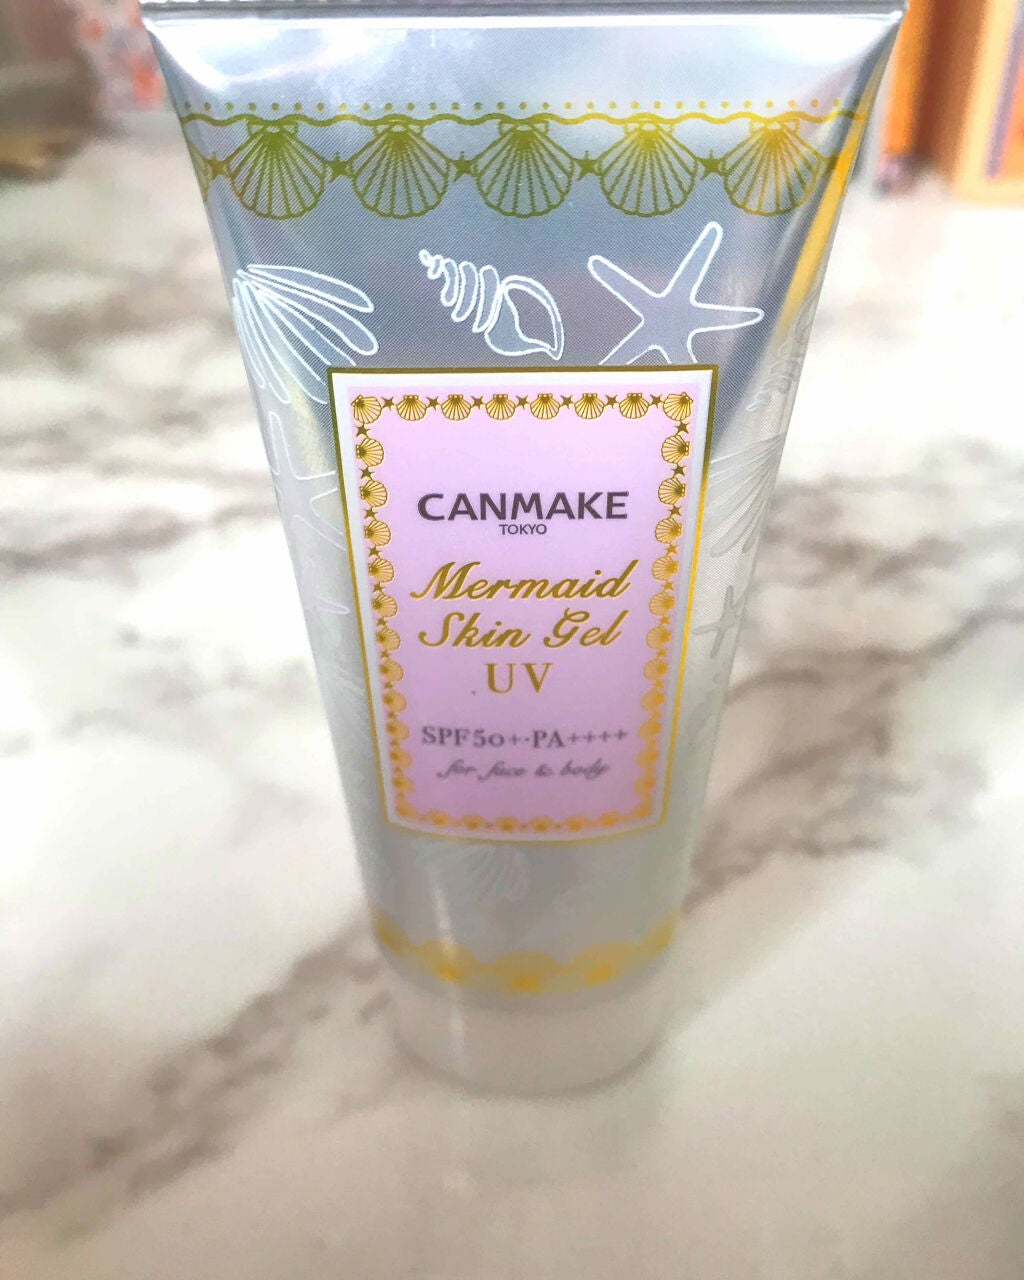 CANMAKE
TOKYO
Mermaid
Skin Gel
UV
SPF50+·PA++++
for face & body